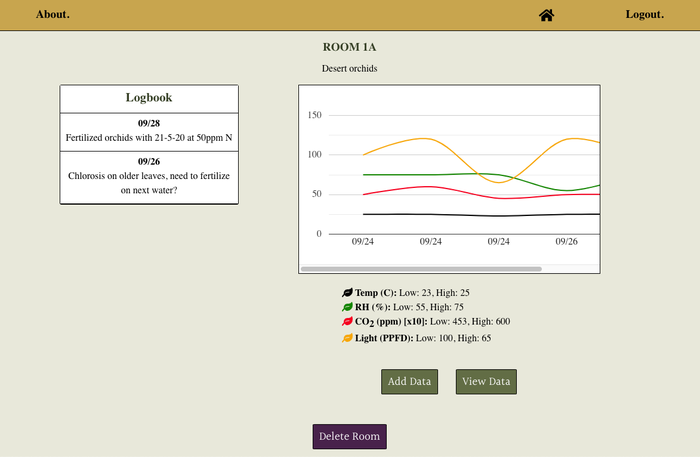 About.
Logout.
ROOM 1A
Desert orchids
Logbook
09/28
Fertilized orchids with 21-5-20 at 50ppm N
09/26
Chlorosis on older leaves, need to fertilize
on next water?
150
100
50
0
09/24
09/24
09/24
09/26
Temp (C): Low: 23, High: 25
RH (%): Low: 55, High: 75
CO2 (ppm) [x10]: Low: 453, High: 600
Light (PPFD): Low: 100, High: 65
Add Data
View Data
Delete Room